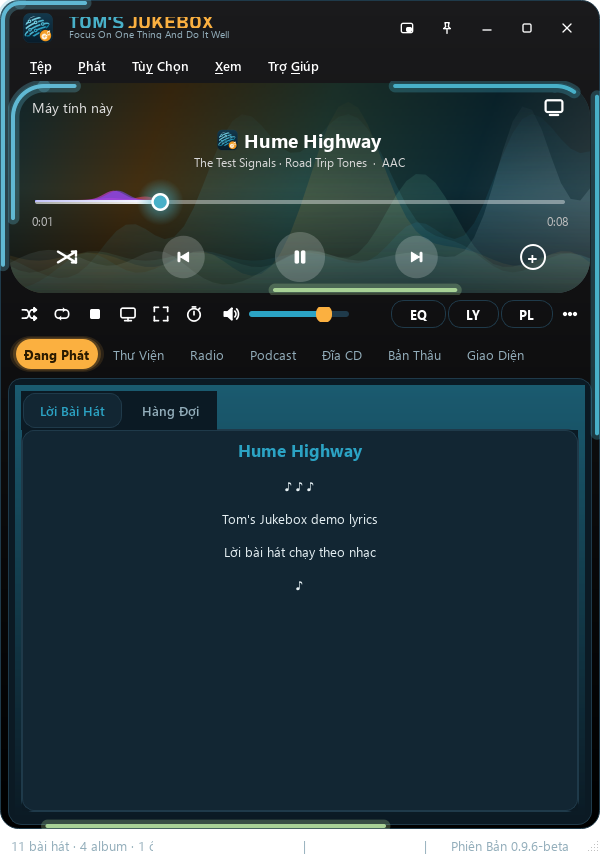 TOM'S JUKEBOX
Focus On One Thing And Do It Well
Tệp Phát Tùy Chọn Xem Trợ Giúp
Máy tính này
Hume Highway
The Test Signals · Road Trip Tones · AAC
0:01 0:08
EQ LY PL
Đang Phát Thư Viện Radio Podcast Đĩa CD Bản Thâu Giao Diện
Lời Bài Hát Hàng Đợi
Hume Highway
♪ ♪ ♪
Tom's Jukebox demo lyrics
Lời bài hát chạy theo nhạc
♪
11 bài hát · 4 album · 1 Phiên Bản 0.9.6-beta